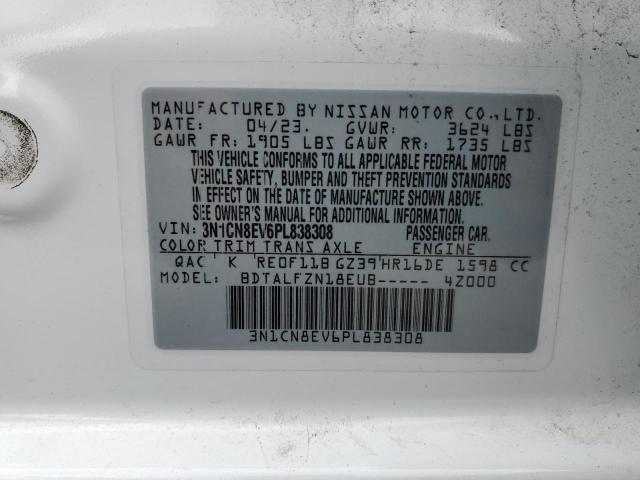 MANUFACTURED BY NISSAN MOTOR CO.,LTD.
DATE: 04/23. GVWR: 3624 LBS
GAWR FR: 1905 LBS GAWR RR: 1735 LBS
THIS VEHICLE CONFORMS TO ALL APPLICABLE FEDERAL MOTOR
VEHICLE SAFETY, BUMPER AND THEFT PREVENTION STANDARDS
IN EFFECT ON THE DATE OF MANUFACTURE SHOWN ABOVE.
SEE OWNER'S MANUAL FOR ADDITIONAL INFORMATION.
VIN: 3N1CN8EV6PL838308 PASSENGER CAR.
COLOR TRIM TRANS AXLE ENGINE
QAC K RE0F11B GZ39 HR16DE 1598 CC
MODEL: BDTALFZN18EUB----- 4Z000
3N1CN8EV6PL838308